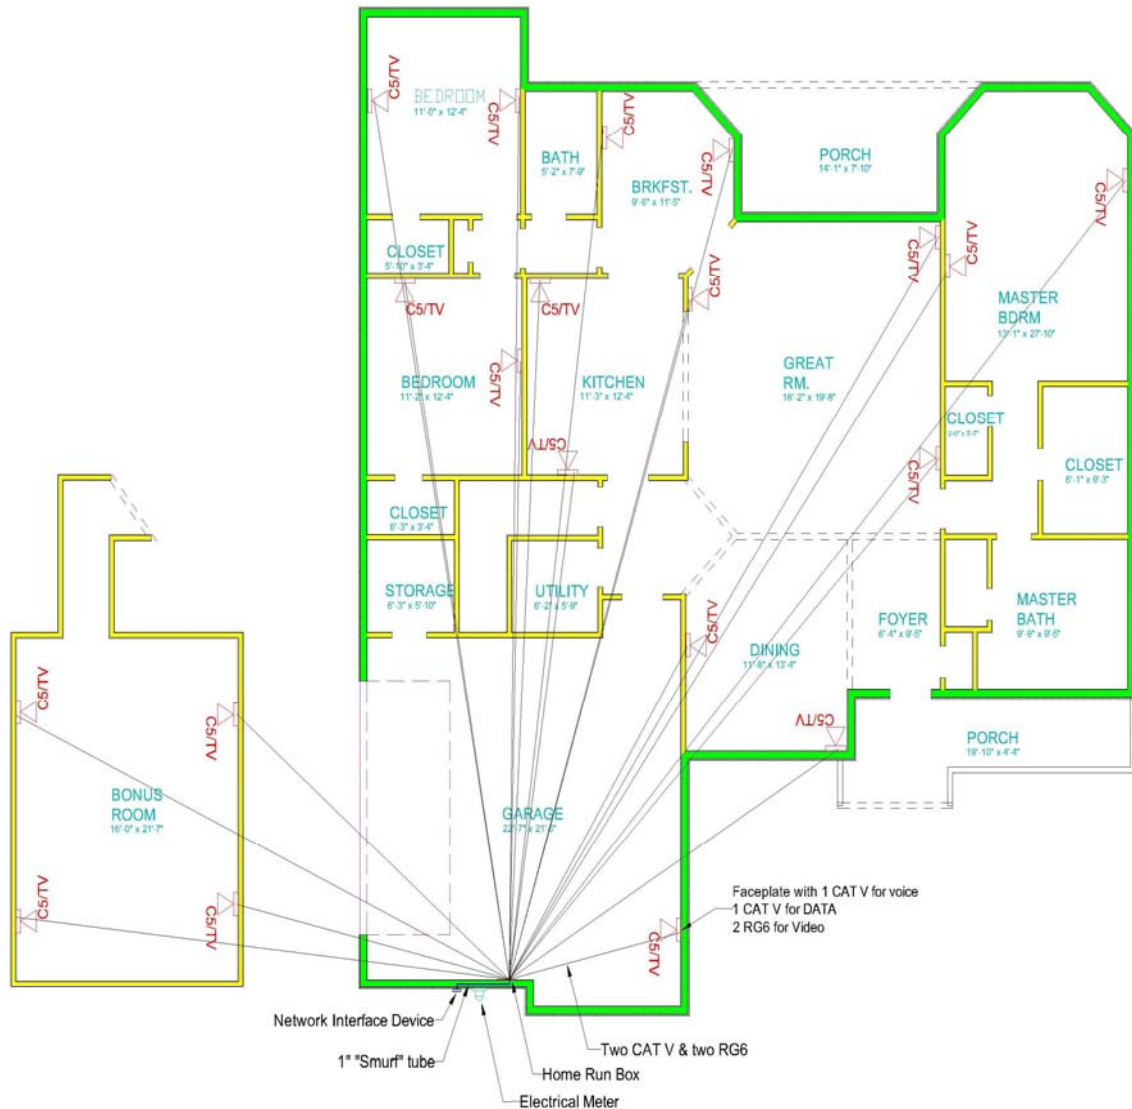 C5/TV
BEDROOM
11'-0" x 12'-4"
C5/TV
BATH
5'-2" x 7'-9"
C5/TV
BRKFST.
9'-6" x 11'-5"
C5/TV
PORCH
14'-1" x 7'-10"
C5/TV
CLOSET
5'-10" x 3'-4"
C5/TV
C5/TV
C5/TV
C5/TV
C5/TV
MASTER
BDRM
13'-1" x 27'-10"
BEDROOM
11'-2" x 12'-4"
C5/TV
KITCHEN
11'-3" x 12'-4"
GREAT
RM.
18'-2" x 19'-8"
CLOSET
C5/TV
C5/TV
CLOSET
6'-1" x 9'-3"
CLOSET
6'-3" x 3'-4"
STORAGE
6'-3" x 5'-10"
UTILITY
6'-2" x 5'-9"
C5/TV
DINING
11'-8" x 13'-4"
FOYER
6'-4" x 9'-5"
MASTER
BATH
9'-9" x 9'-5"
C5/TV
C5/TV
C5/TV
PORCH
19'-10" x 4'-4"
BONUS
ROOM
16'-0" x 21'-7"
GARAGE
C5/TV
C5/TV
C5/TV
Faceplate with 1 CAT V for voice
1 CAT V for DATA
2 RG6 for Video
Network Interface Device
1" "Smurf" tube
Two CAT V & two RG6
Home Run Box
Electrical Meter